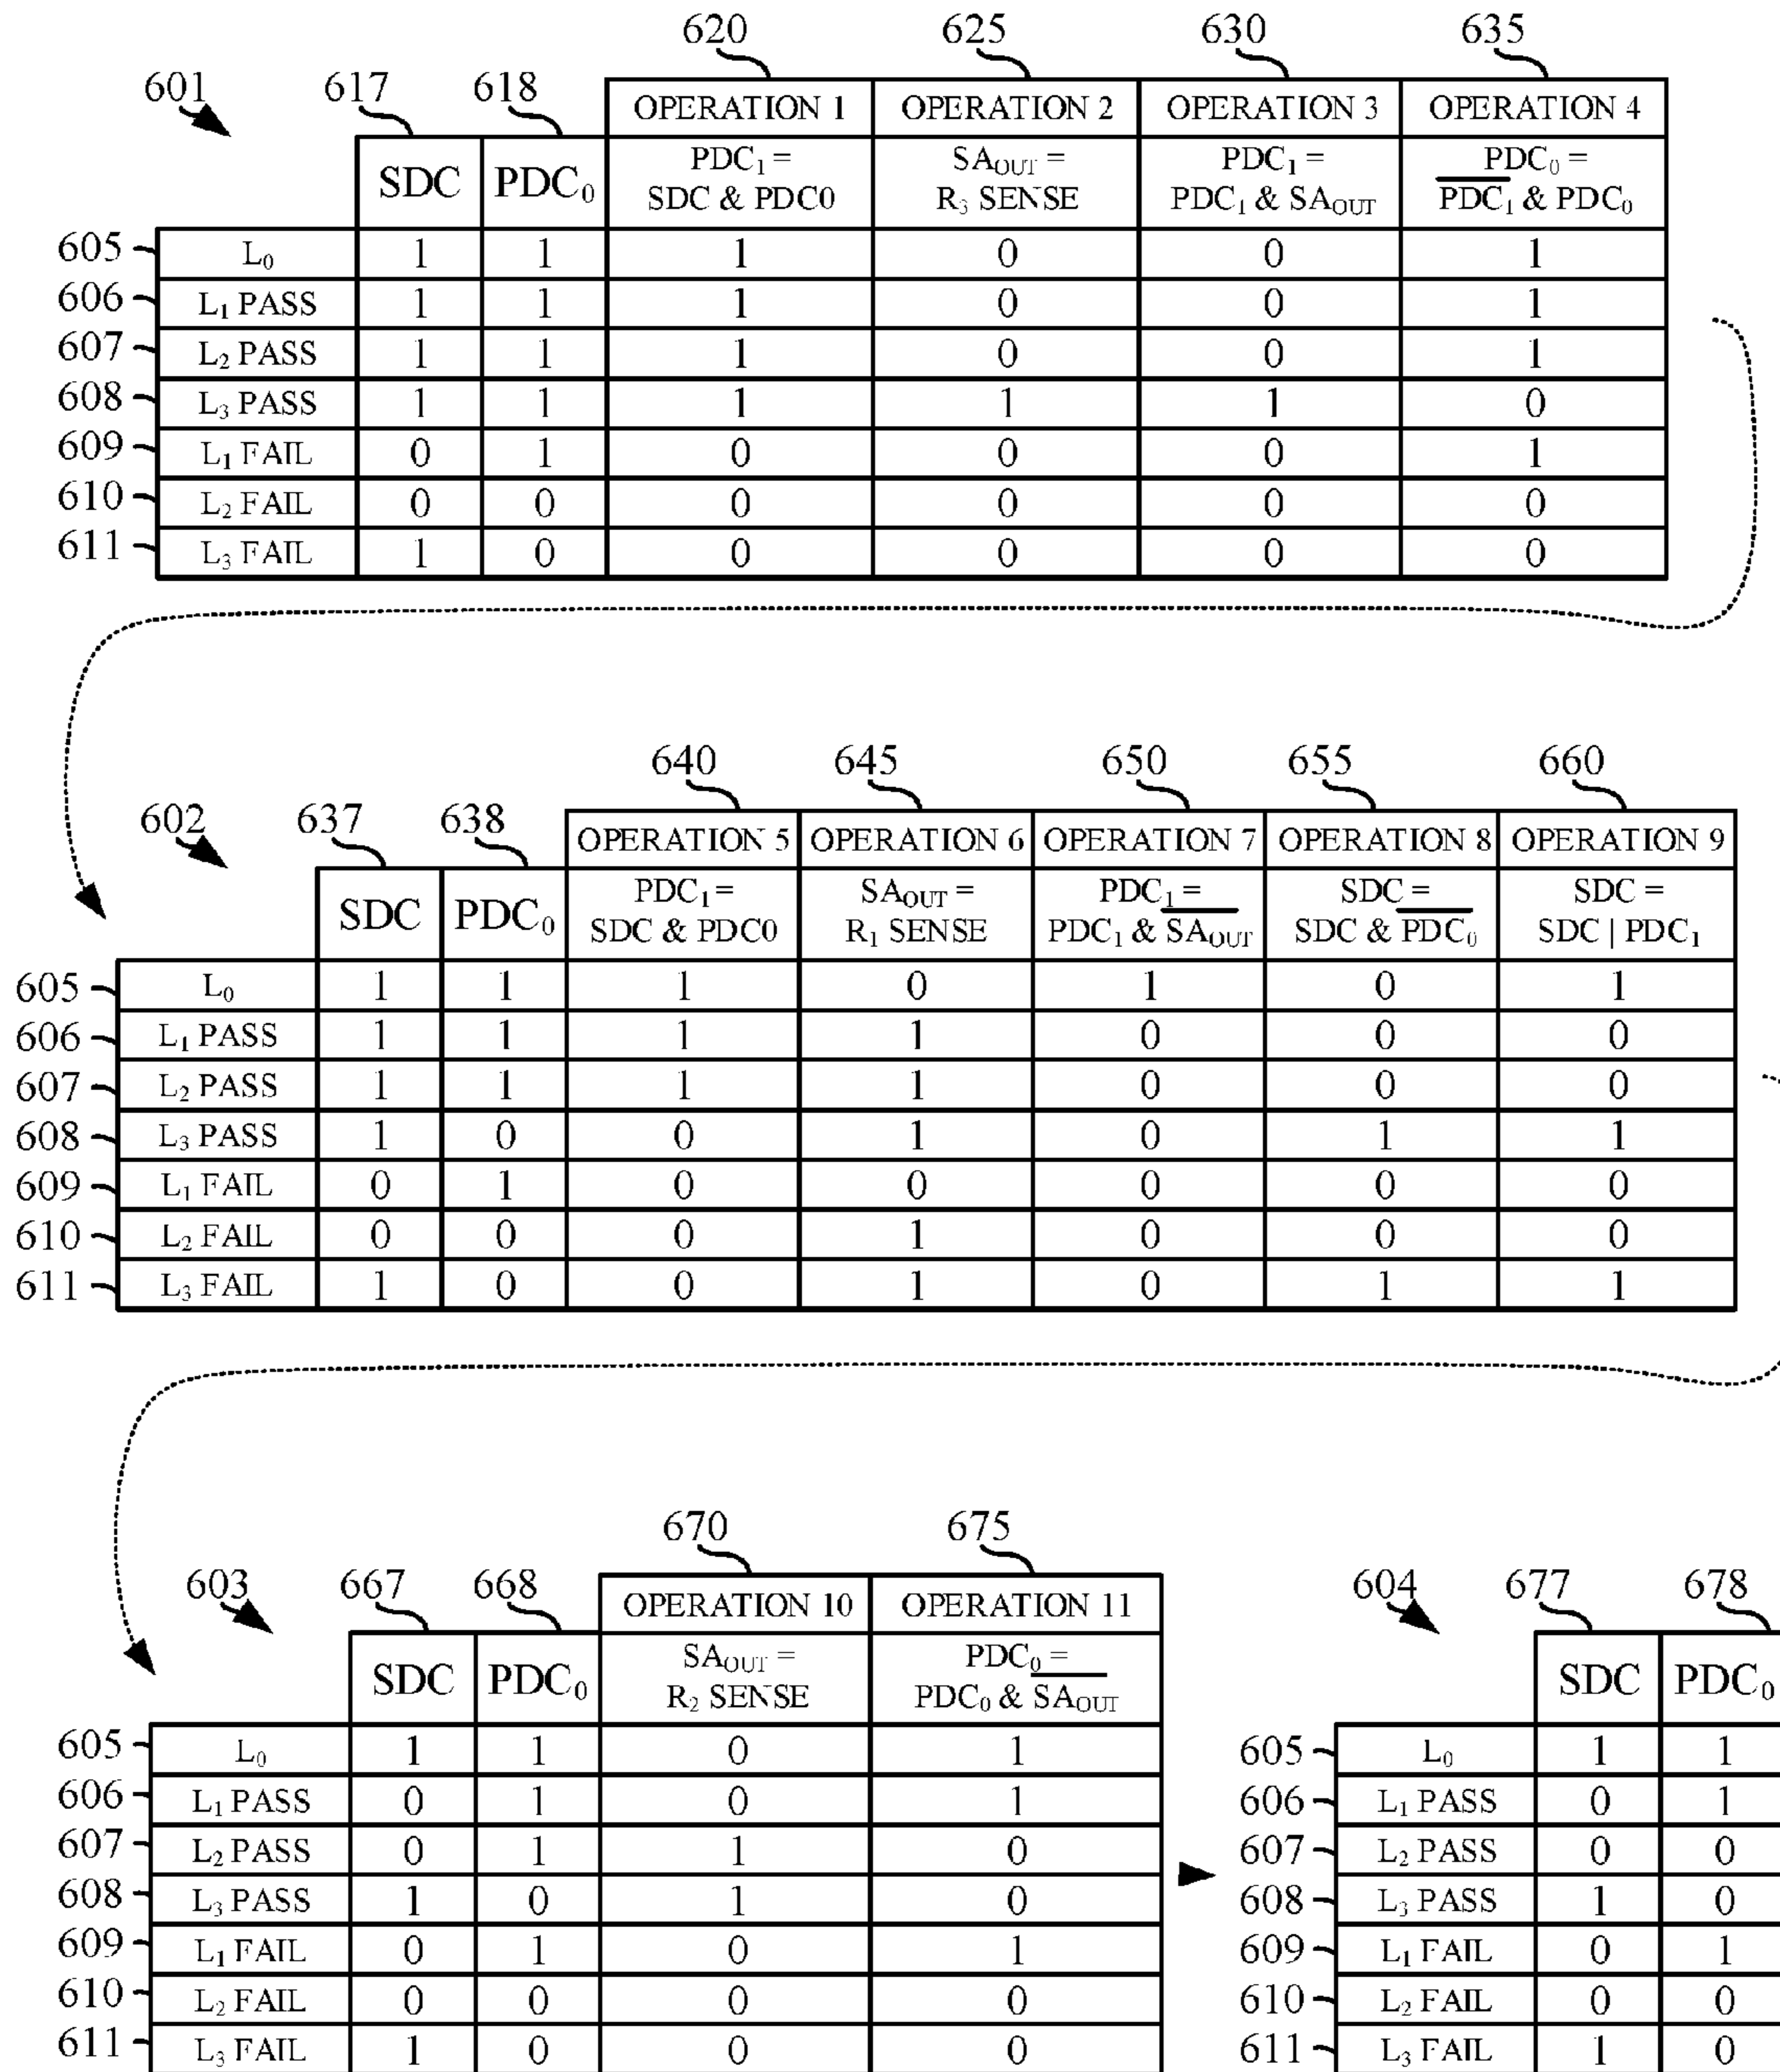 620 625 630 635
601 617 618
OPERATION 1 OPERATION 2 OPERATION 3 OPERATION 4
SDC PDC₀ PDC₁ = SDC & PDC0 SA_OUT = R₃ SENSE PDC₁ = PDC₁ & SA_OUT PDC₀ = P̅D̅C̅₁ & PDC₀
605 L₀ 1 1 1 0 0 1
606 L₁ PASS 1 1 1 0 0 1
607 L₂ PASS 1 1 1 0 0 1
608 L₃ PASS 1 1 1 1 1 0
609 L₁ FAIL 0 1 0 0 0 1
610 L₂ FAIL 0 0 0 0 0 0
611 L₃ FAIL 1 0 0 0 0 0
640 645 650 655 660
602 637 638
OPERATION 5 OPERATION 6 OPERATION 7 OPERATION 8 OPERATION 9
SDC PDC₀ PDC₁ = SDC & PDC0 SA_OUT = R₁ SENSE PDC₁ = PDC₁ & S̅A̅_OUT SDC = SDC & P̅D̅C̅₀ SDC = SDC | PDC₁
605 L₀ 1 1 1 0 1 0 1
606 L₁ PASS 1 1 1 1 0 0 0
607 L₂ PASS 1 1 1 1 0 0 0
608 L₃ PASS 1 0 0 1 0 1 1
609 L₁ FAIL 0 1 0 0 0 0 0
610 L₂ FAIL 0 0 0 1 0 0 0
611 L₃ FAIL 1 0 0 1 0 1 1
670 675
603 667 668
OPERATION 10 OPERATION 11
SDC PDC₀ SA_OUT = R₂ SENSE PDC₀ = PDC₀ & S̅A̅_OUT
605 L₀ 1 1 0 1
606 L₁ PASS 0 1 0 1
607 L₂ PASS 0 1 1 0
608 L₃ PASS 1 0 1 0
609 L₁ FAIL 0 1 0 1
610 L₂ FAIL 0 0 0 0
611 L₃ FAIL 1 0 0 0
604 677 678
SDC PDC₀
605 L₀ 1 1
606 L₁ PASS 0 1
607 L₂ PASS 0 0
608 L₃ PASS 1 0
609 L₁ FAIL 0 1
610 L₂ FAIL 0 0
611 L₃ FAIL 1 0